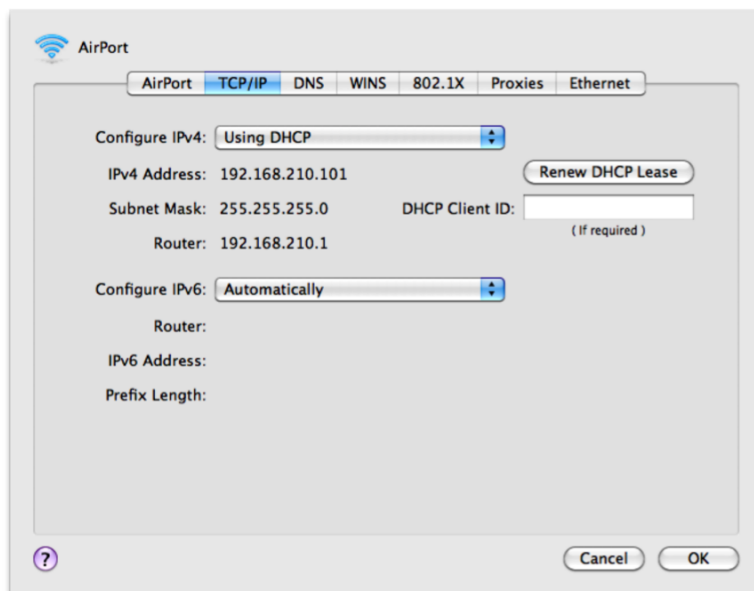 AirPort
AirPort TCP/IP DNS WINS 802.1X Proxies Ethernet
Configure IPv4: Using DHCP
IPv4 Address: 192.168.210.101 Renew DHCP Lease
Subnet Mask: 255.255.255.0 DHCP Client ID:
( If required )
Router: 192.168.210.1
Configure IPv6: Automatically
Router:
IPv6 Address:
Prefix Length:
? Cancel OK